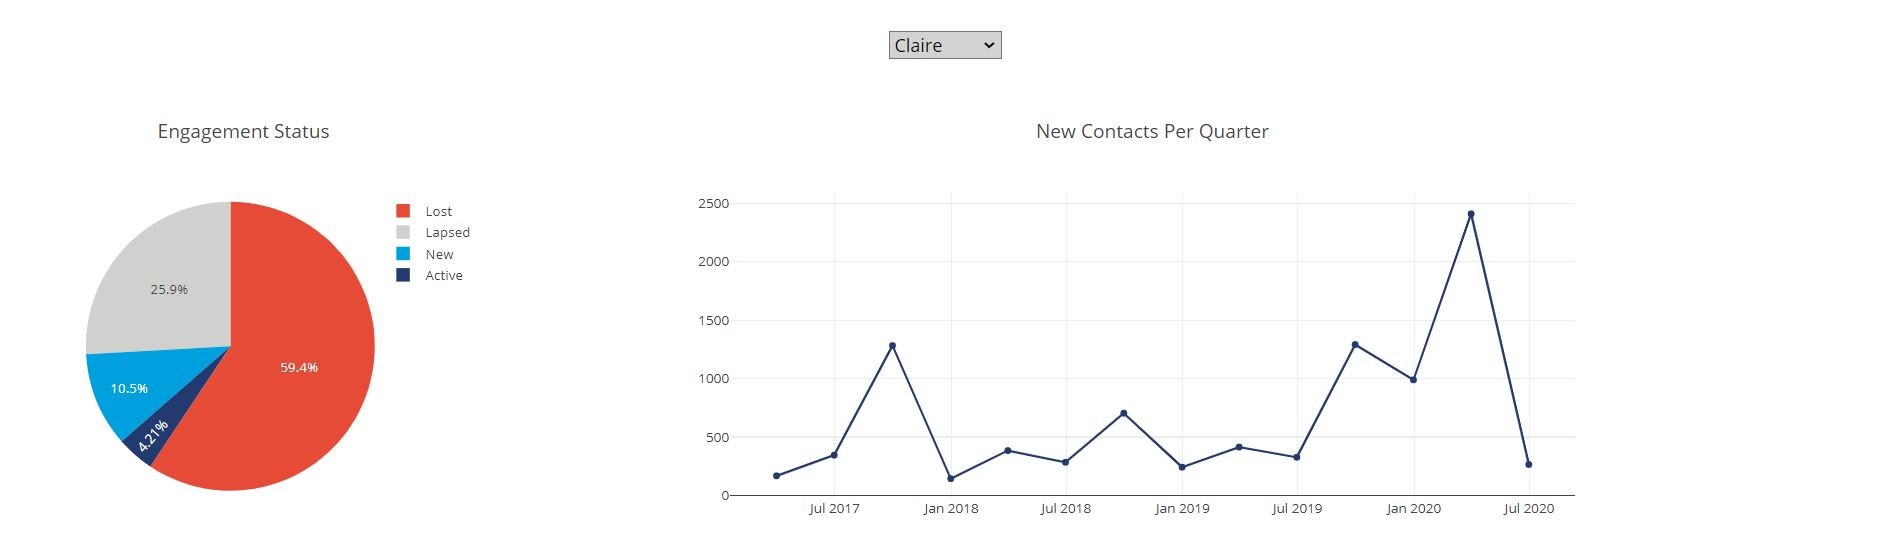 Claire
Engagement Status
Lost
Lapsed
New
Active
25.9%
59.4%
10.5%
4.21%
New Contacts Per Quarter
2500
2000
1500
1000
500
0
Jul 2017
Jan 2018
Jul 2018
Jan 2019
Jul 2019
Jan 2020
Jul 2020